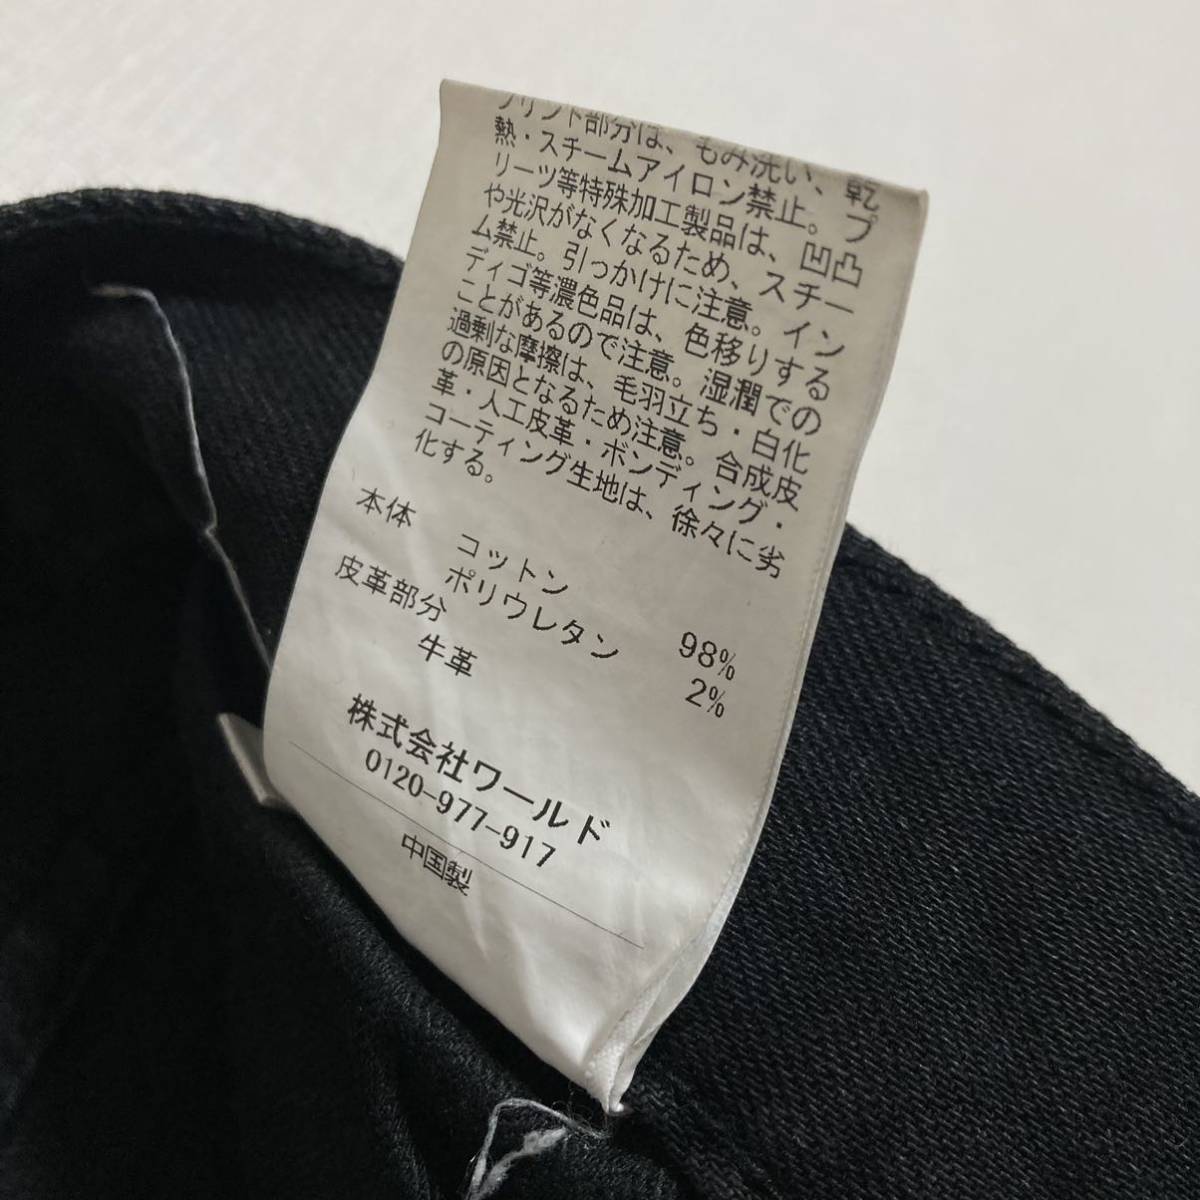 プリント部分は、もみ洗い、乾
熱・スチームアイロン禁止。プ
リーツ等特殊加工製品は、凹凸
や光沢がなくなるため、スチー
ム禁止。引っかけに注意。イン
ディゴ等濃色品は、色移りする
ことがあるので注意。湿潤での
過剰な摩擦は、毛羽立ち・白化
の原因となるため注意。合成皮
革・人工皮革・ボンディング・
コーティング生地は、徐々に劣
化する。
本体
コットン 98%
ポリウレタン 2%
皮革部分
牛革
株式会社ワールド
0120-977-917
中国製